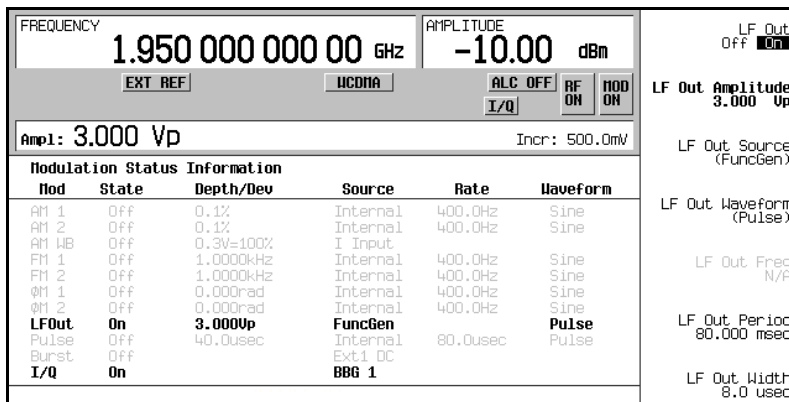 FREQUENCY
1.950 000 000 00 GHz
AMPLITUDE
-10.00 dBm
EXT REF
WCDMA
ALC OFF
I/Q
RF ON
MOD ON
Ampl: 3.000 Vp
Incr: 500.0mV
Modulation Status Information
Mod State Depth/Dev Source Rate Waveform
AM 1 Off 0.1% Internal 400.0Hz Sine
AM 2 Off 0.1% Internal 400.0Hz Sine
AM WB Off 0.3V=100% I Input
FM 1 Off 1.0000kHz Internal 400.0Hz Sine
FM 2 Off 1.0000kHz Internal 400.0Hz Sine
ΦM 1 Off 0.000rad Internal 400.0Hz Sine
ΦM 2 Off 0.000rad Internal 400.0Hz Sine
LFOut On 3.000Vp FuncGen Pulse
Pulse Off 40.0usec Internal 80.0usec Pulse
Burst Off Ext1 DC
I/Q On BBG 1
LF Out
Off On
LF Out Amplitude
3.000 Vp
LF Out Source
(FuncGen)
LF Out Waveform
(Pulse)
LF Out Freq
N/A
LF Out Period
80.000 msec
LF Out Width
8.0 usec